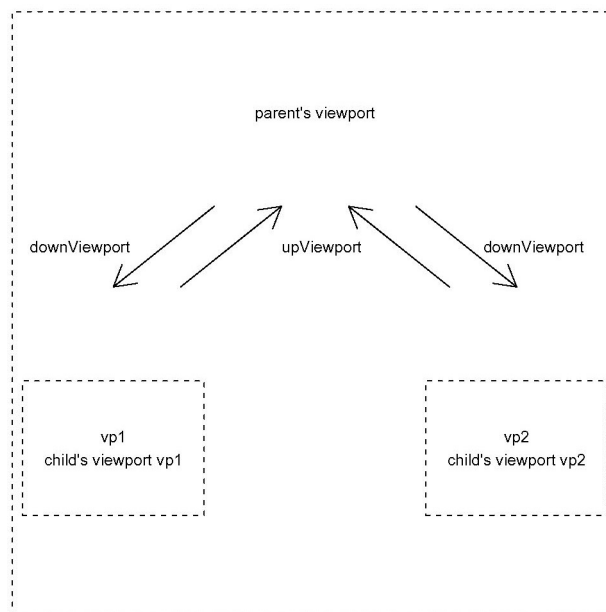 parent's viewport
downViewport
upViewport
downViewport
vp1
child's viewport vp1
vp2
child's viewport vp2